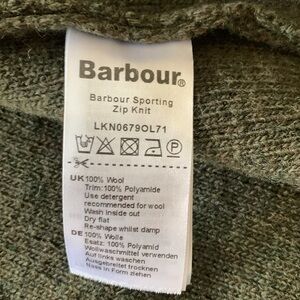 Barbour®
Barbour Sporting
Zip Knit
LKN0679OL71
P
UK 100% Wool
Trim: 100% Polyamide
Use detergent
recommended for wool
Wash inside out
Dry flat
Re-shape whilst damp
DE 100% Wolle
Esatz: 100% Polyamid
Wollwaschmittel verwenden
Auf links waschen
Ausgebreitet trocknen
Nass in Form ziehen